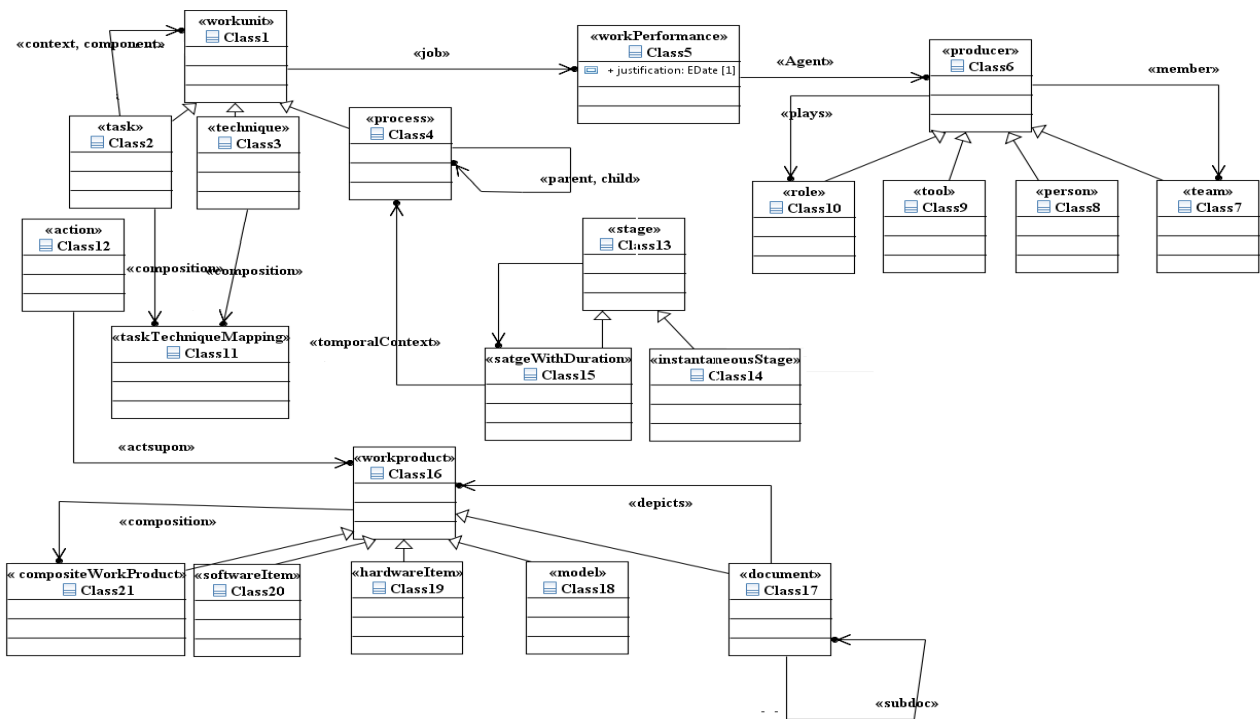 «workunit»
Class1
«context, component»
«job»
«workPerformance»
Class5
+ justification: EDate [1]
«Agent»
«producer»
Class6
«member»
«plays»
«task»
Class2
«technique»
Class3
«process»
Class4
«parent, child»
«role»
Class10
«tool»
Class9
«person»
Class8
«team»
Class7
«action»
Class12
«composition»
«composition»
«stage»
Class13
«taskTechniqueMapping»
Class11
«tomporalContext»
«satgeWithDuration»
Class15
«instantaneousStage»
Class14
«actsupon»
«workproduct»
Class16
«depicts»
«composition»
« compositeWorkProduct»
Class21
«softwareItem»
Class20
«hardwareItem»
Class19
«model»
Class18
«document»
Class17
«subdoc»